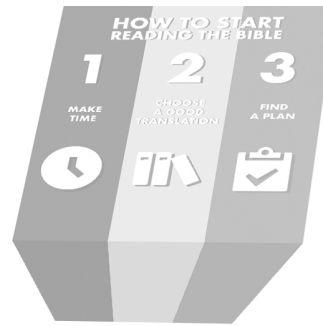 HOW TO START
READING THE BIBLE
1
MAKE
TIME
2
CHOOSE
A GOOD
TRANSLATION
3
FIND
A PLAN